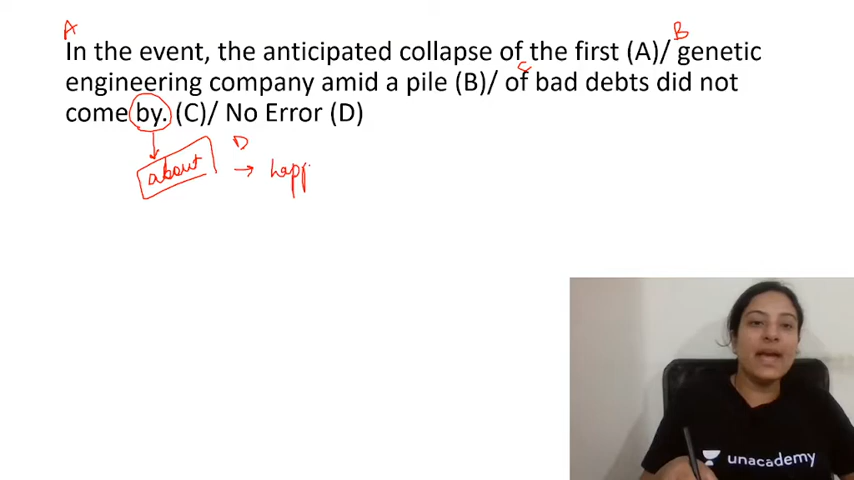 A
B
In the event, the anticipated collapse of the first (A)/ genetic
C
engineering company amid a pile (B)/ of bad debts did not
come by. (C)/ No Error (D)
D
about → happ
unacademy